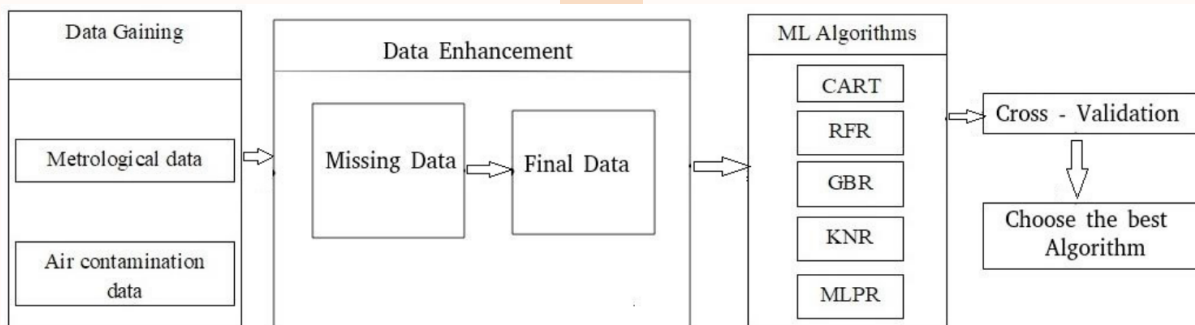 Data Gaining
Metrological data
Air contamination
data
Data Enhancement
Missing Data
Final Data
ML Algorithms
CART
RFR
GBR
KNR
MLPR
Cross - Validation
Choose the best
Algorithm